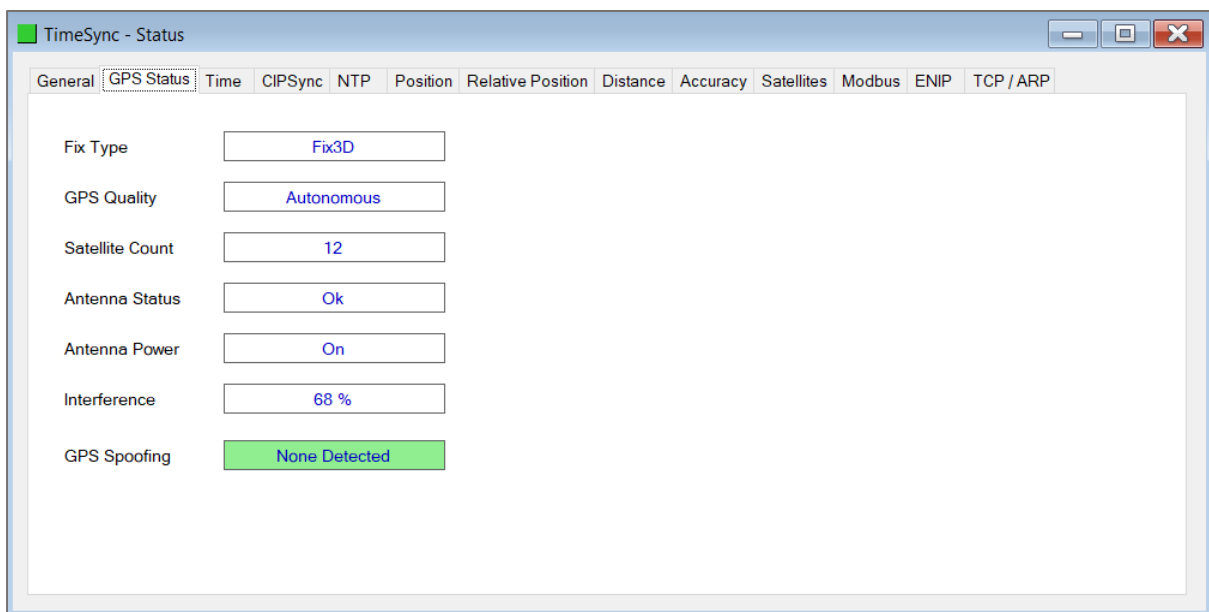 TimeSync - Status
General GPS Status Time CIPSync NTP Position Relative Position Distance Accuracy Satellites Modbus ENIP TCP / ARP
Fix Type Fix3D
GPS Quality Autonomous
Satellite Count 12
Antenna Status Ok
Antenna Power On
Interference 68 %
GPS Spoofing None Detected